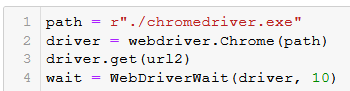 1 path = r"./chromedriver.exe"
2 driver = webdriver.Chrome(path)
3 driver.get(url2)
4 wait = WebDriverWait(driver, 10)